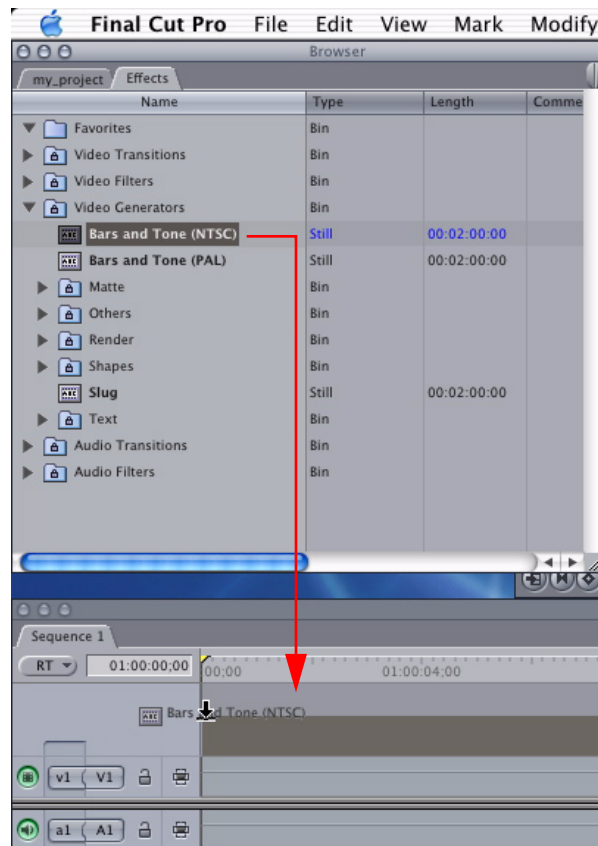 Final Cut Pro File Edit View Mark Modify
Browser
my_project Effects
Name Type Length Comme
Favorites Bin
Video Transitions Bin
Video Filters Bin
Video Generators Bin
Bars and Tone (NTSC) Still 00:02:00:00
Bars and Tone (PAL) Still 00:02:00:00
Matte Bin
Others Bin
Render Bin
Shapes Bin
Slug Still 00:02:00:00
Text Bin
Audio Transitions Bin
Audio Filters Bin
Sequence 1
RT 01:00:00;00 00;00 01:00:04;00
Bars and Tone (NTSC)
v1 V1
a1 A1